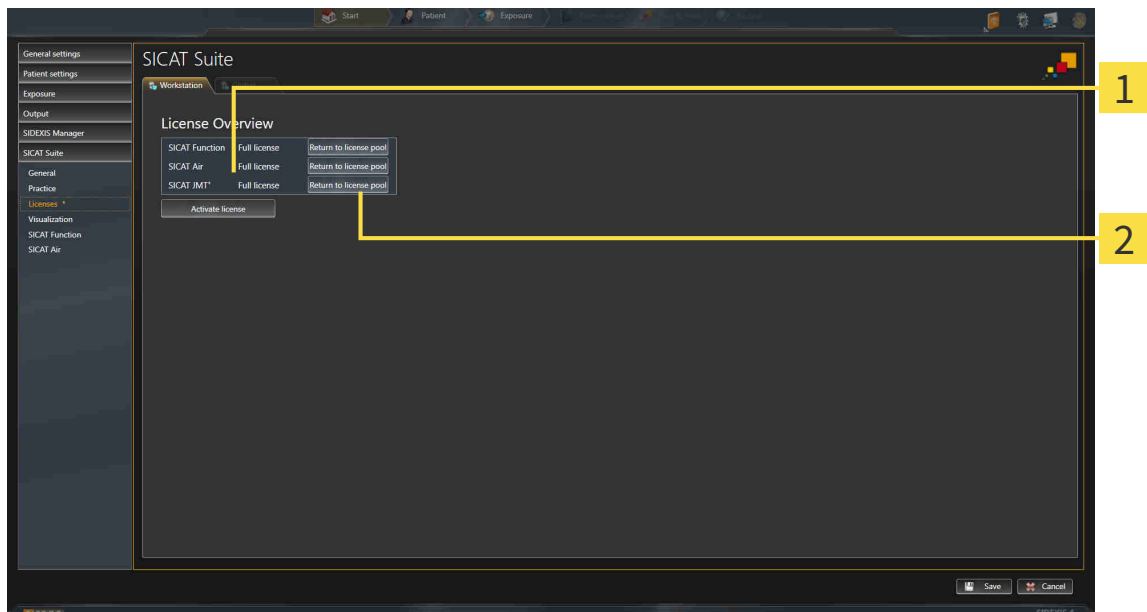 Start Patient Exposure
General settings
Patient settings
Exposure
Output
SIDEXIS Manager
SICAT Suite
General
Practice
Licenses *
Visualization
SICAT Function
SICAT Air
SICAT Suite
Workstation
License Overview
SICAT Function Full license Return to license pool
SICAT Air Full license Return to license pool
SICAT JMT+ Full license Return to license pool
Activate license
1
2
Save Cancel